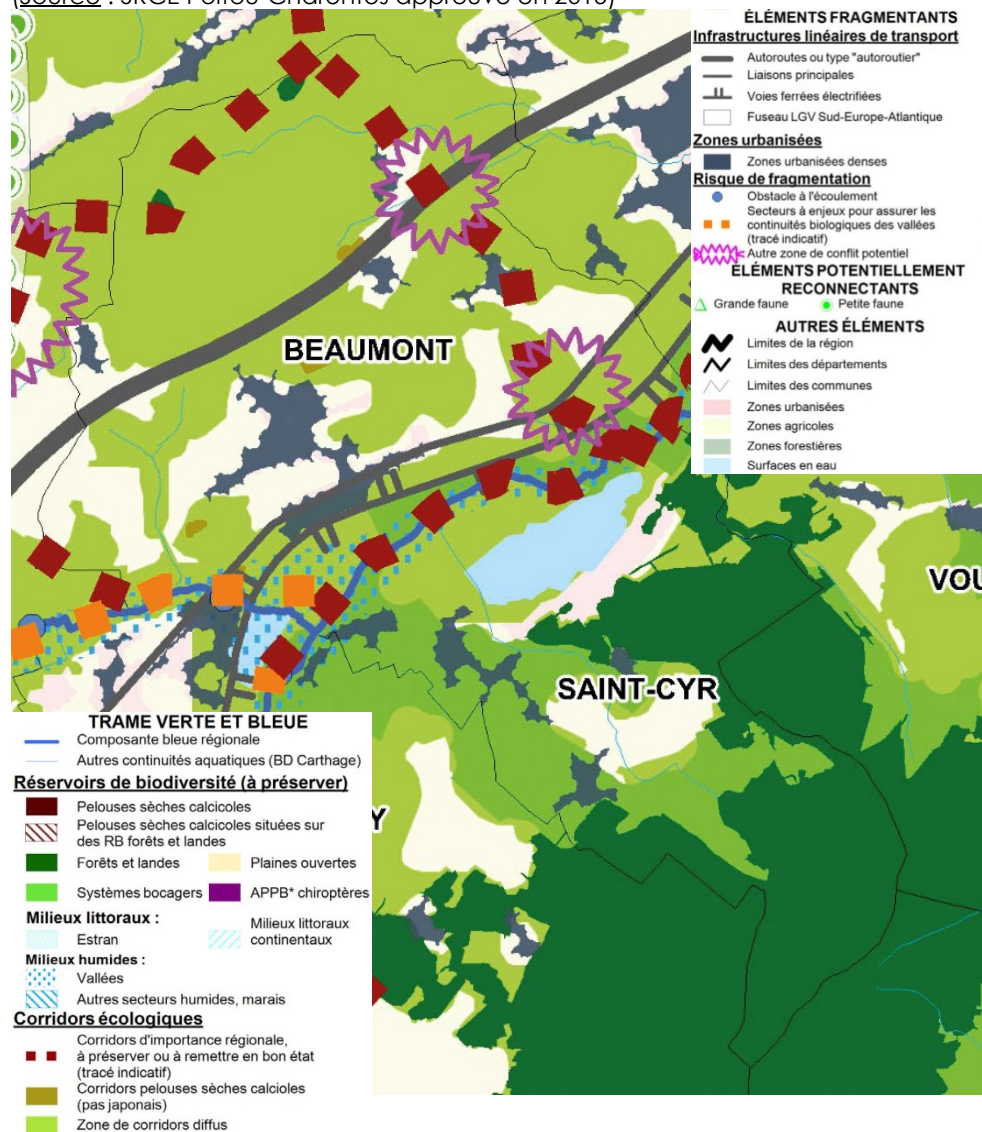 (Source : SRCE Poitou-Charentes approuvé en 2015)
ÉLÉMENTS FRAGMENTANTS
Infrastructures linéaires de transport
Autoroutes ou type "autoroutier"
Liaisons principales
Voies ferrées électrifiées
Fuseau LGV Sud-Europe-Atlantique
Zones urbanisées
Zones urbanisées denses
Risque de fragmentation
Obstacle à l'écoulement
Secteurs à enjeux pour assurer les
continuités biologiques des vallées
(tracé indicatif)
Autre zone de conflit potentiel
ÉLÉMENTS POTENTIELLEMENT
RECONNECTANTS
Grande faune
Petite faune
AUTRES ÉLÉMENTS
Limites de la région
Limites des départements
Limites des communes
Zones urbanisées
Zones agricoles
Zones forestières
Surfaces en eau
BEAUMONT
VOU
SAINT-CYR
Y
TRAME VERTE ET BLEUE
Composante bleue régionale
Autres continuités aquatiques (BD Carthage)
Réservoirs de biodiversité (à préserver)
Pelouses sèches calcicoles
Pelouses sèches calcicoles situées sur
des RB forêts et landes
Forêts et landes
Plaines ouvertes
Systèmes bocagers
APPB* chiroptères
Milieux littoraux :
Estran
Milieux littoraux
continentaux
Milieux humides :
Vallées
Autres secteurs humides, marais
Corridors écologiques
Corridors d'importance régionale,
à préserver ou à remettre en bon état
(tracé indicatif)
Corridors pelouses sèches calcioles
(pas japonais)
Zone de corridors diffus